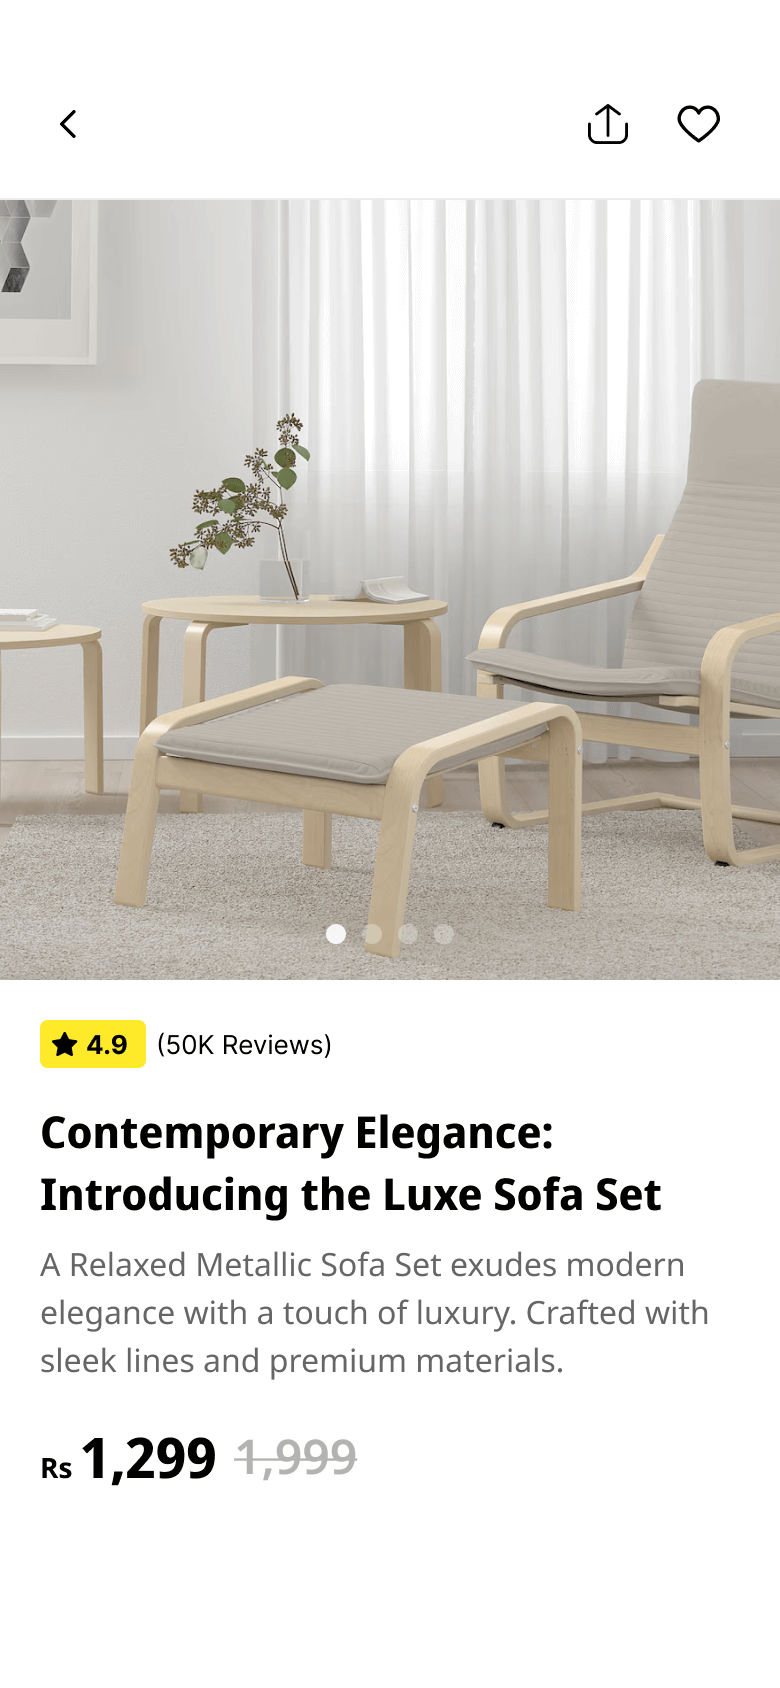 4.9 (50K Reviews)
Contemporary Elegance:
Introducing the Luxe Sofa Set
A Relaxed Metallic Sofa Set exudes modern
elegance with a touch of luxury. Crafted with
sleek lines and premium materials.
Rs 1,299 1,999